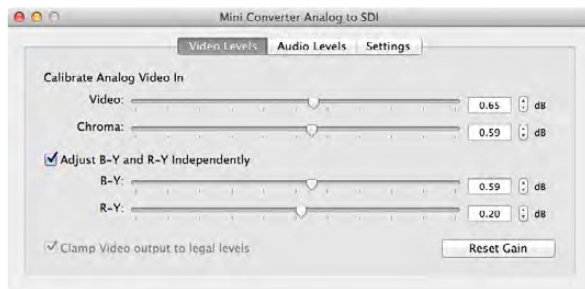 Mini Converter Analog to SDI
Video Levels Audio Levels Settings
Calibrate Analog Video In
Video: 0.65 dB
Chroma: 0.59 dB
Adjust B-Y and R-Y Independently
B-Y: 0.59 dB
R-Y: 0.20 dB
Clamp Video output to legal levels Reset Gain